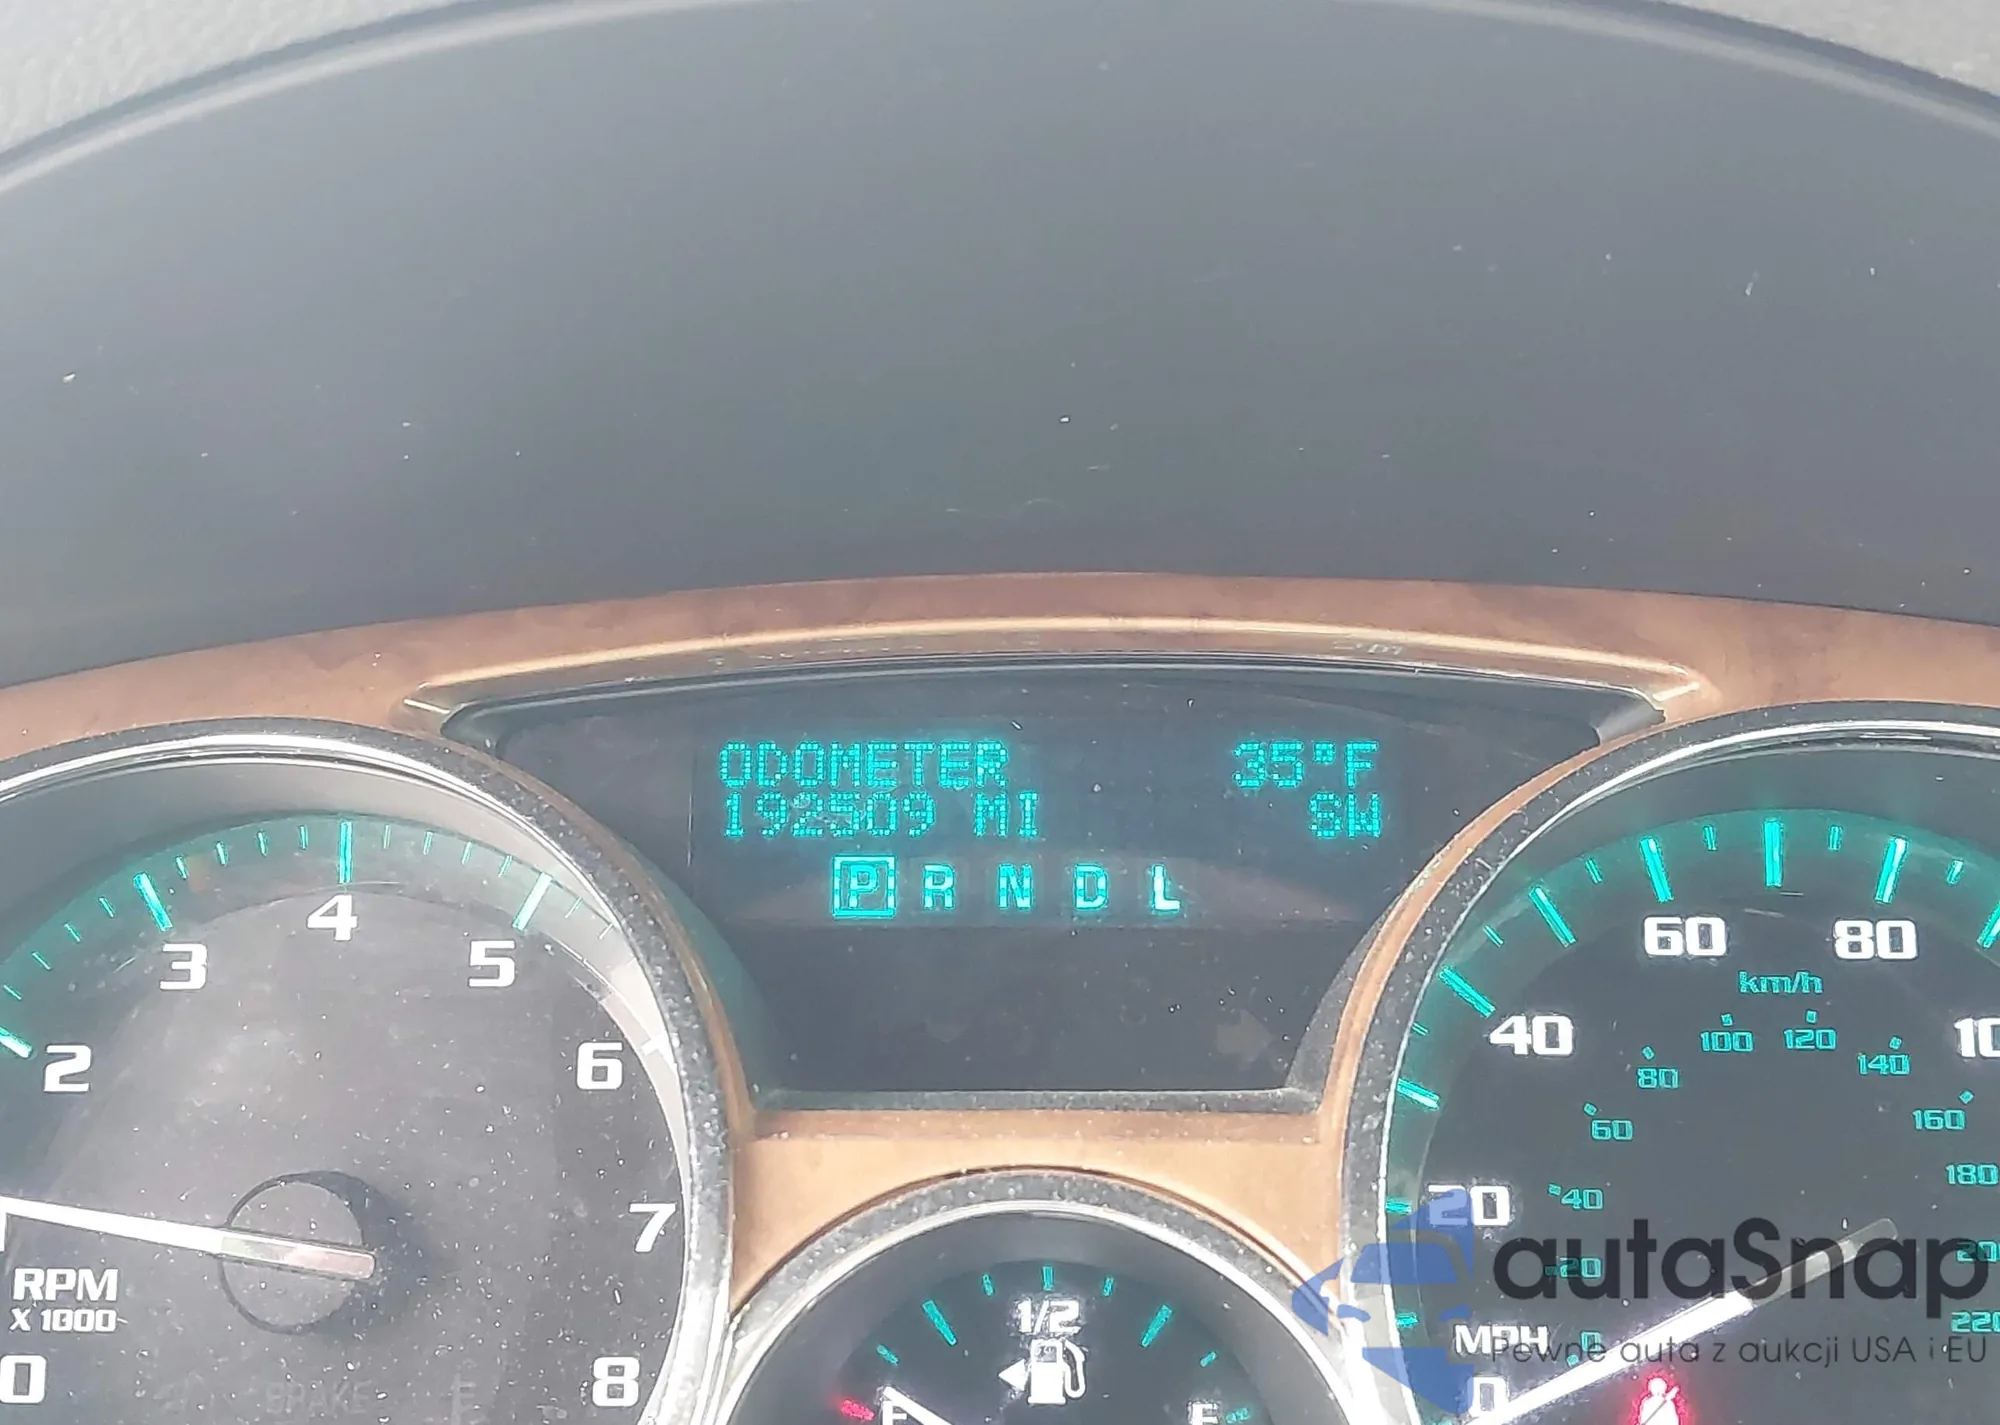 ODOMETER 35°F
192509 MI SW
P R N D L
2 3 4 5 6 7 8
RPM
X 1000
0
1/2
E F
0 20 40 60 80
km/h
20 40 60 80 100 120 140 160 180
220
MPH
autaSnap
Pewne auta z aukcji USA i EU